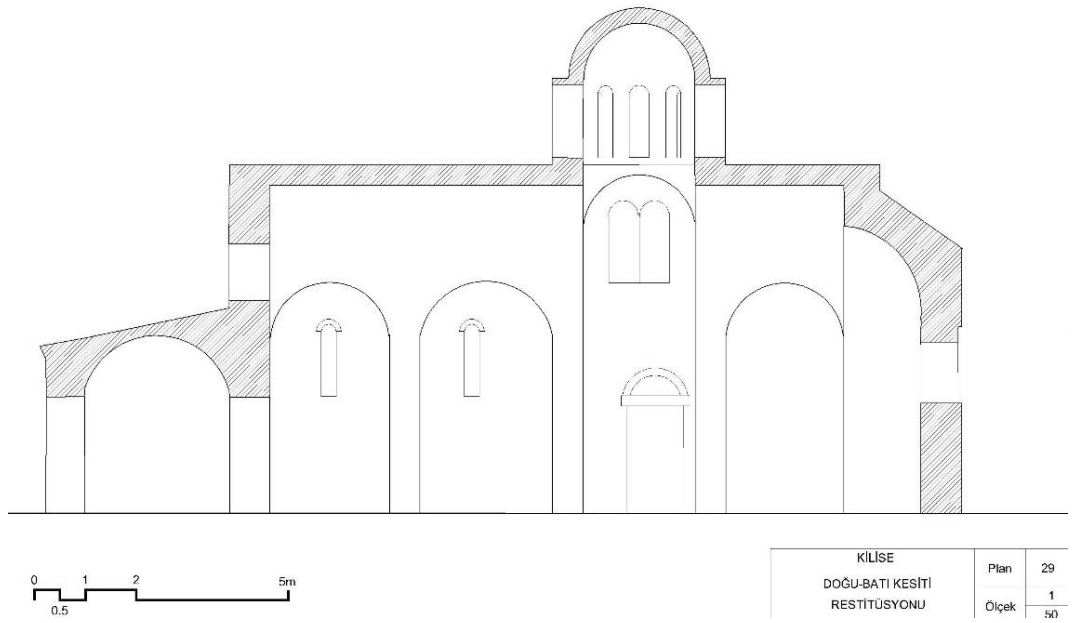 0 1 2 5m
0.5
KİLİSE
DOĞU-BATI KESİTİ
RESTİTÜSYONU
Plan 29
Ölçek 1
50